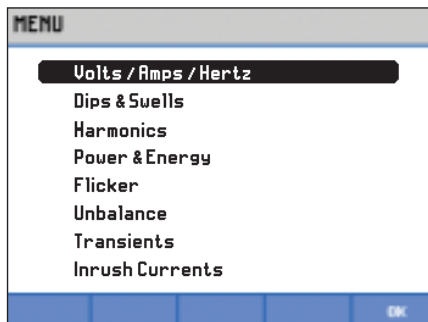 MENU
Volts / Amps / Hertz
Dips & Swells
Harmonics
Power & Energy
Flicker
Unbalance
Transients
Inrush Currents
OK